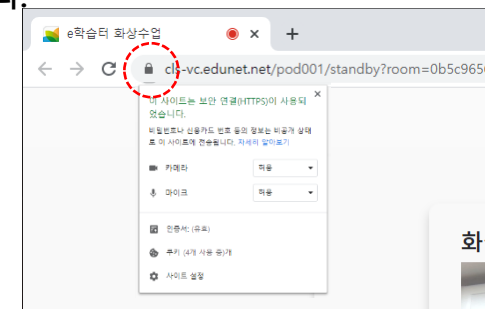 e학습터 화상수업
cls-vc.edunet.net/pod001/standby?room=0b5c965
이 사이트는 보안 연결(HTTPS)이 사용되
었습니다.
비밀번호나 신용카드 번호 등의 정보는 비공개 상태
로 이 사이트에 전송됩니다. 자세히 알아보기
카메라 허용
마이크 허용
인증서: (유효)
쿠키 (4개 사용 중)개
사이트 설정